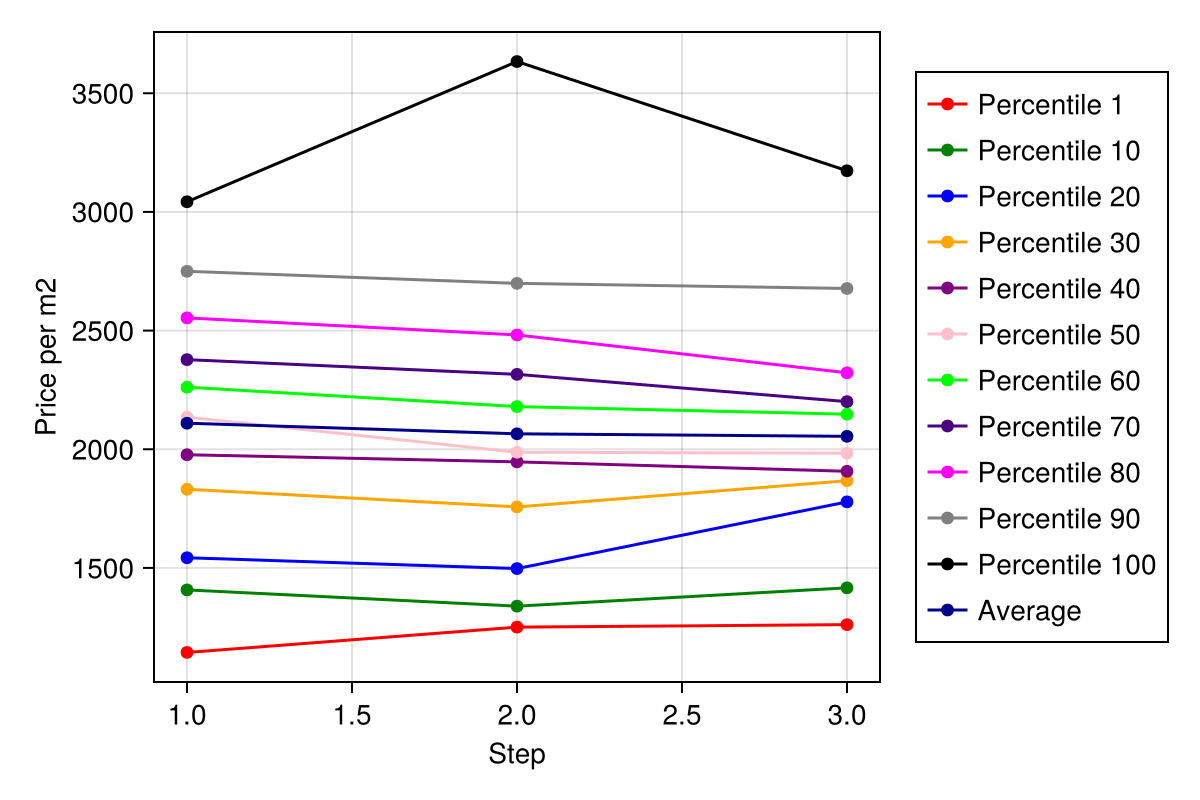 3500
3000
2500
2000
1500
Price per m2
1.0 1.5 2.0 2.5 3.0
Step
Percentile 1
Percentile 10
Percentile 20
Percentile 30
Percentile 40
Percentile 50
Percentile 60
Percentile 70
Percentile 80
Percentile 90
Percentile 100
Average